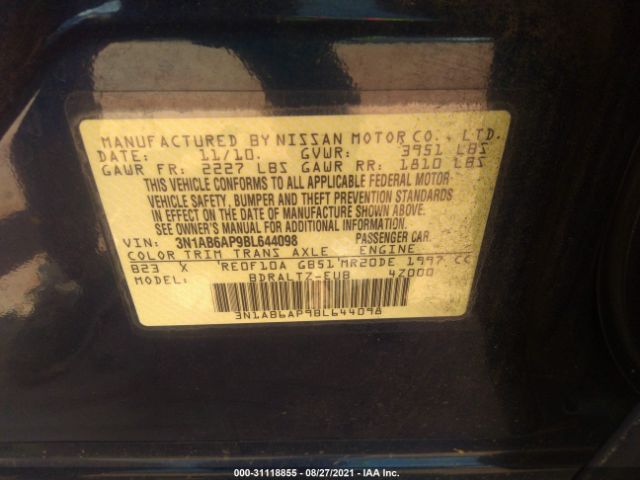 MANUFACTURED BY NISSAN MOTOR CO., LTD.
DATE: 11/10. GVWR: 3951 LBS
GAWR FR: 2227 LBS GAWR RR: 1810 LBS
THIS VEHICLE CONFORMS TO ALL APPLICABLE FEDERAL MOTOR
VEHICLE SAFETY, BUMPER, AND THEFT PREVENTION STANDARDS
IN EFFECT ON THE DATE OF MANUFACTURE SHOWN ABOVE.
SEE OWNER'S MANUAL FOR ADDITIONAL INFORMATION.
VIN: 3N1AB6AP9BL644098 PASSENGER CAR.
COLOR TRIM TRANS AXLE ENGINE
B23 X RE0F10A GB51 MR20DE 1997 CC
MODEL: BDRALTZ-EUB 4Z000
3N1AB6AP9BL644098
000-31118855 - 08/27/2021 - IAA Inc.